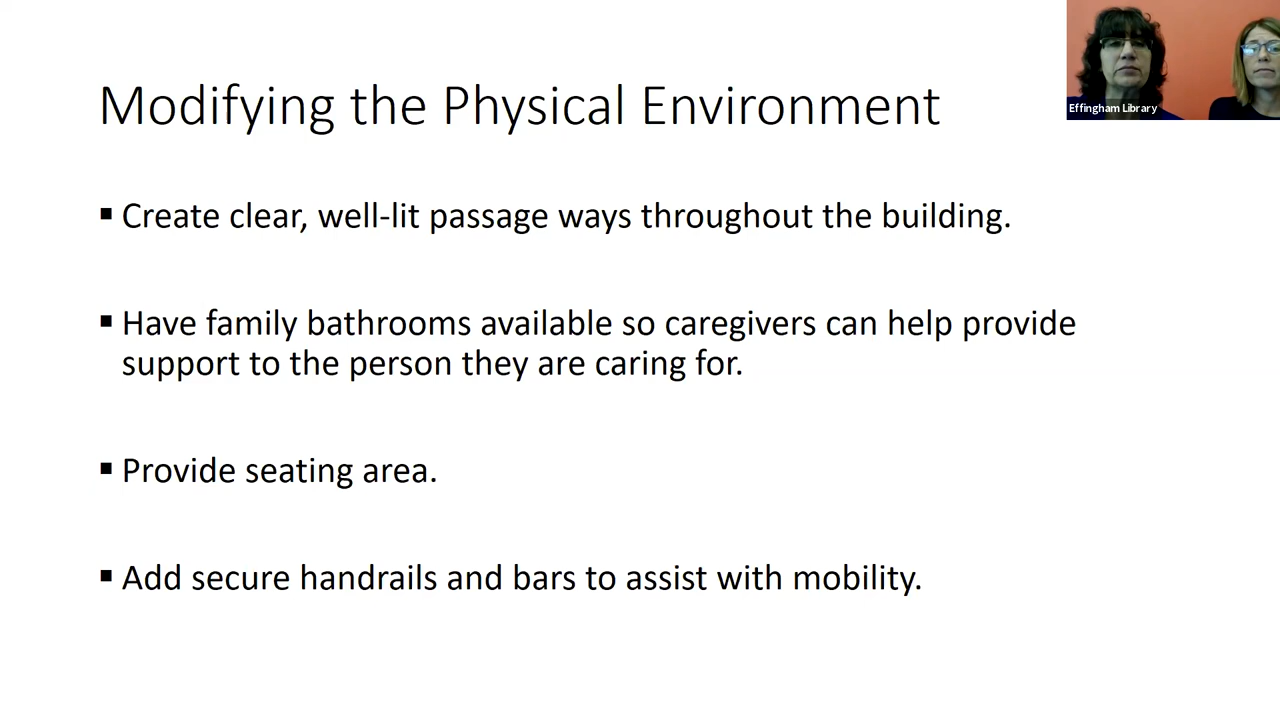 Modifying the Physical Environment
Effingham Library
▪ Create clear, well-lit passage ways throughout the building.
▪ Have family bathrooms available so caregivers can help provide
support to the person they are caring for.
▪ Provide seating area.
▪ Add secure handrails and bars to assist with mobility.